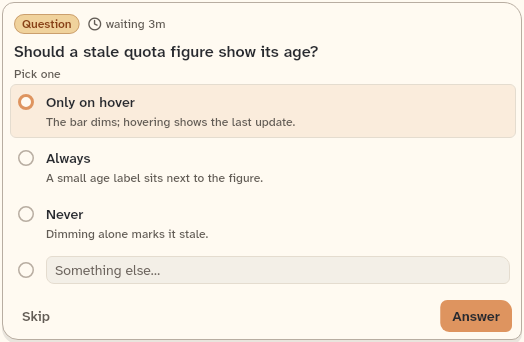 Question
waiting 3m
Should a stale quota figure show its age?
Pick one
Only on hover
The bar dims; hovering shows the last update.
Always
A small age label sits next to the figure.
Never
Dimming alone marks it stale.
Something else...
Skip
Answer